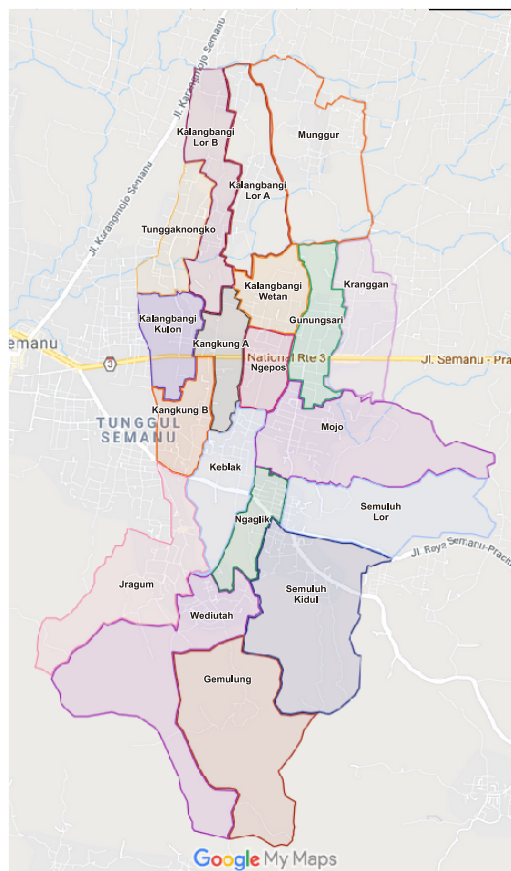 Jl. Karangmojo Semanu
Kalangbangi
Lor B
Munggur
Kalangbangi
Lor A
Tunggaknongko
Jl. Karangmojo Semanu
Kranggan
Kalangbangi
Wetan
Kalangbangi
Kulon
Gunungsari
Kangkung A
emanu
National Rte 3
Jl. Semanu - Pra
Ngepos
Kangkung B
TUNGGUL
SEMANU
Mojo
Keblak
Semuluh
Lor
Ngaglik
Jl. Raya Semanu-Pracim
Jragum
Semuluh
Kidul
Wediutah
Gemulung
Google My Maps